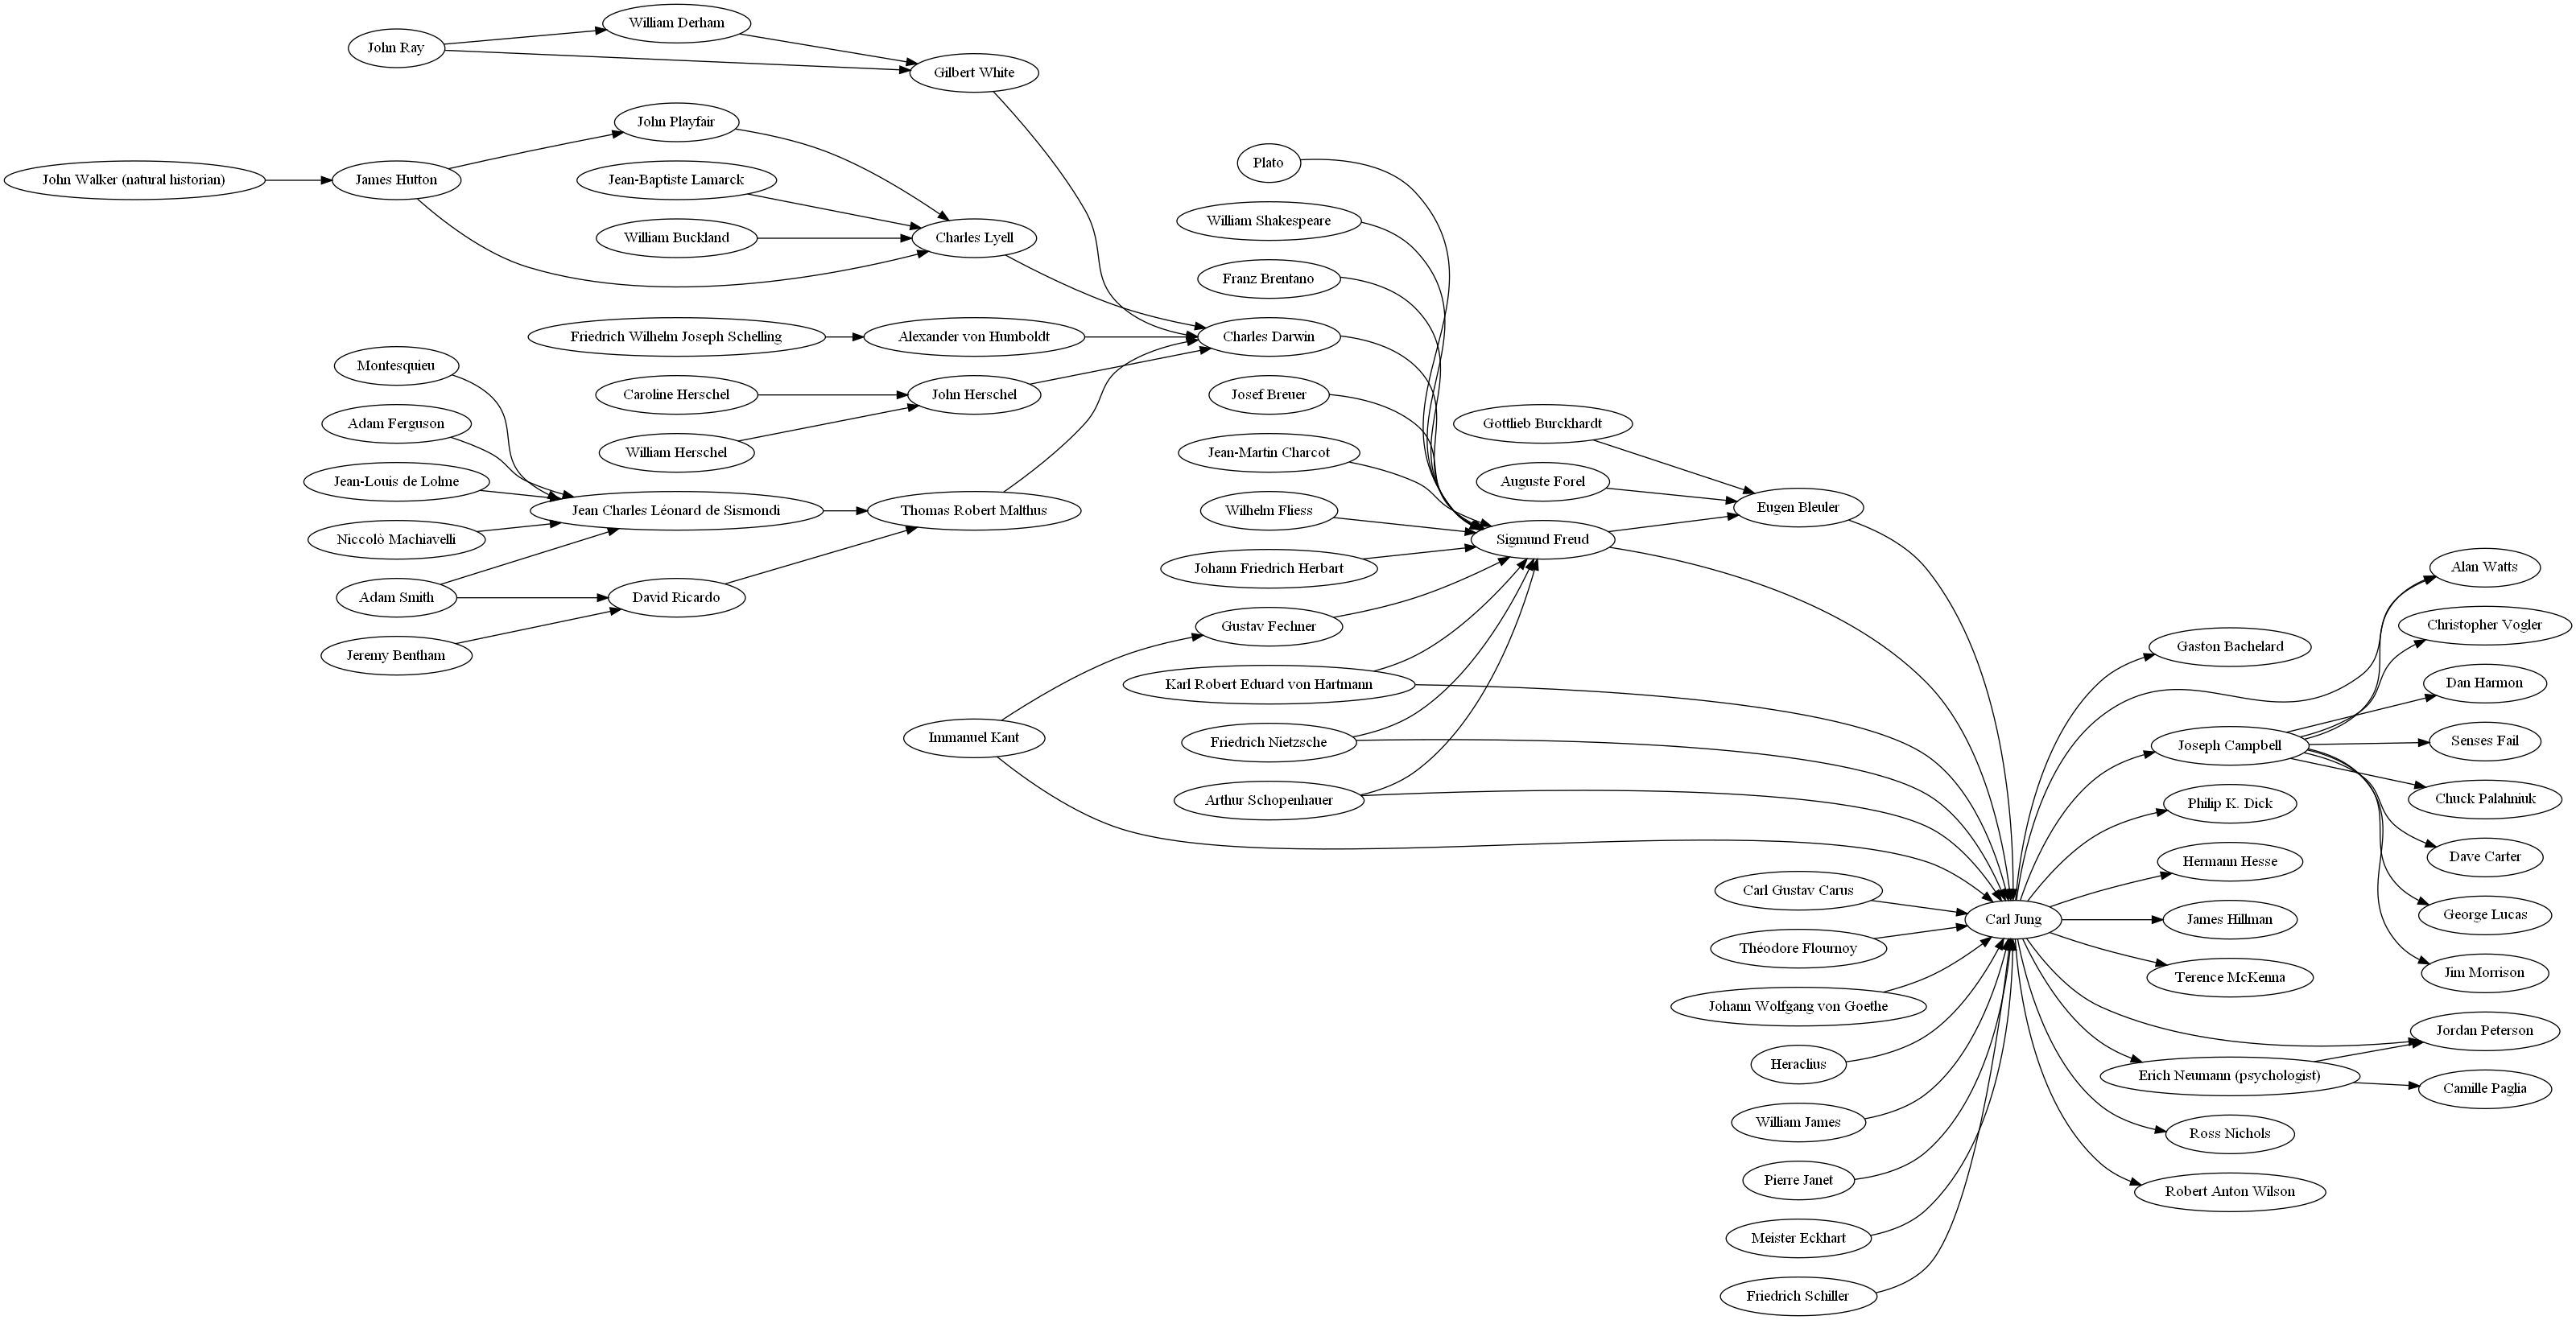 William Derham
John Ray
Gilbert White
John Playfair
John Walker (natural historian)
James Hutton
Jean-Baptiste Lamarck
William Buckland
Charles Lyell
Plato
William Shakespeare
Franz Brentano
Friedrich Wilhelm Joseph Schelling
Alexander von Humboldt
Charles Darwin
Montesquieu
Caroline Herschel
John Herschel
Josef Breuer
Adam Ferguson
William Herschel
Jean-Martin Charcot
Gottlieb Burckhardt
Jean-Louis de Lolme
Auguste Forel
Jean Charles Léonard de Sismondi
Thomas Robert Malthus
Wilhelm Fliess
Eugen Bleuler
Niccolò Machiavelli
Sigmund Freud
Johann Friedrich Herbart
Alan Watts
Adam Smith
David Ricardo
Gustav Fechner
Christopher Vogler
Jeremy Bentham
Gaston Bachelard
Karl Robert Eduard von Hartmann
Dan Harmon
Immanuel Kant
Friedrich Nietzsche
Joseph Campbell
Senses Fail
Arthur Schopenhauer
Philip K. Dick
Chuck Palahniuk
Hermann Hesse
Dave Carter
Carl Gustav Carus
Carl Jung
James Hillman
George Lucas
Théodore Flournoy
Terence McKenna
Jim Morrison
Johann Wolfgang von Goethe
Jordan Peterson
Heraclius
Erich Neumann (psychologist)
Camille Paglia
William James
Ross Nichols
Pierre Janet
Robert Anton Wilson
Meister Eckhart
Friedrich Schiller